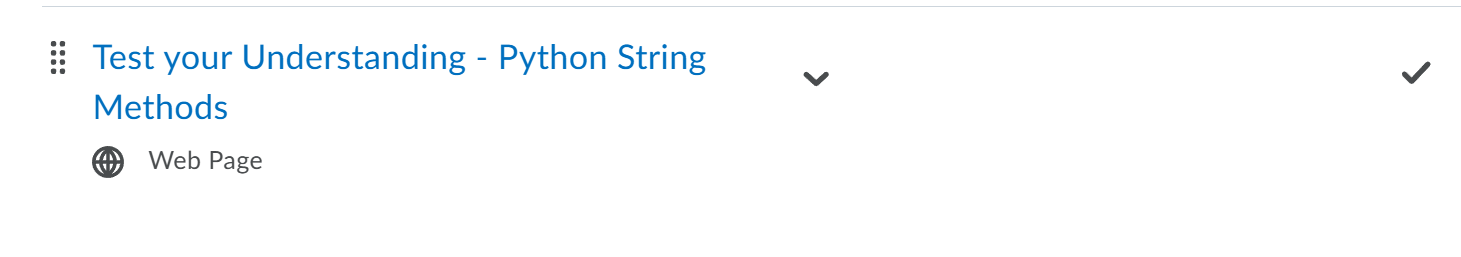 Test your Understanding - Python String
Methods
Web Page